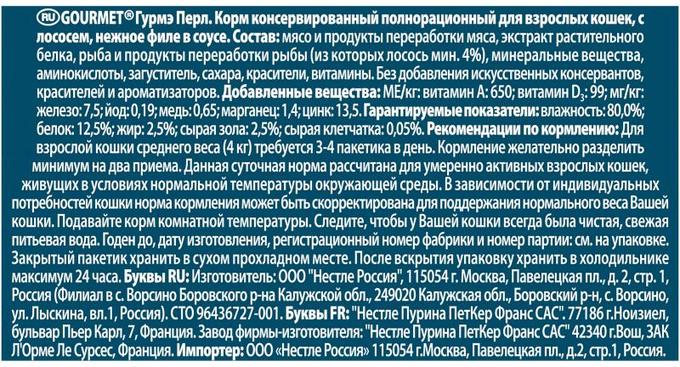 RU GOURMET® Гурмэ Перл. Корм консервированный полнорационный для взрослых кошек, с
лососем, нежное филе в соусе. Состав: мясо и продукты переработки мяса, экстракт растительного
белка, рыба и продукты переработки рыбы (из которых лосось мин. 4%), минеральные вещества,
аминокислоты, загуститель, сахара, красители, витамины. Без добавления искусственных консервантов,
красителей и ароматизаторов. Добавленные вещества: МЕ/кг: витамин A: 650; витамин D₃: 99; мг/кг:
железо: 7,5; йод: 0,19; медь: 0,65; марганец: 1,4; цинк: 13,5. Гарантируемые показатели: влажность: 80,0%;
белок: 12,5%; жир: 2,5%; сырая зола: 2,5%; сырая клетчатка: 0,05%. Рекомендации по кормлению: Для
взрослой кошки среднего веса (4 кг) требуется 3-4 пакетика в день. Кормление желательно разделить
минимум на два приема. Данная суточная норма рассчитана для умеренно активных взрослых кошек,
живущих в условиях нормальной температуры окружающей среды. В зависимости от индивидуальных
потребностей кошки норма кормления может быть скорректирована для поддержания нормального веса Вашей
кошки. Подавайте корм комнатной температуры. Следите, чтобы у Вашей кошки всегда была чистая, свежая
питьевая вода. Годен до, дату изготовления, регистрационный номер фабрики и номер партии: см. на упаковке.
Закрытый пакетик хранить в сухом прохладном месте. После вскрытия упаковку хранить в холодильнике
максимум 24 часа. Буквы RU: Изготовитель: ООО "Нестле Россия", 115054 г. Москва, Павелецкая пл., д. 2, стр. 1,
Россия (Филиал в с. Ворсино Боровского р-на Калужской обл., 249020 Калужская обл., Боровский р-н, с. Ворсино,
ул. Лыскина, вл.1, Россия). СТО 96436727-001. Буквы FR: "Нестле Пурина ПетКер Франс САС". 77186 г.Ноизиел,
бульвар Пьер Карл, 7, Франция. Завод фирмы-изготовителя: "Нестле Пурина ПетКер Франс САС" 42340 г.Вош, ЗАК
Л'Орме Ле Сурсес, Франция. Импортер: ООО «Нестле Россия» 115054 г.Москва, Павелецкая пл., д.2, стр.1, Россия.